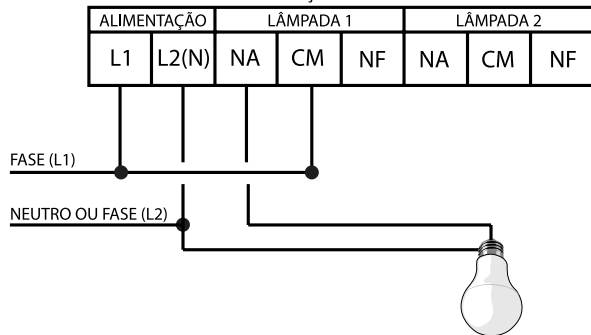 ALIMENTAÇÃO LÂMPADA 1 LÂMPADA 2
L1 L2(N) NA CM NF NA CM NF
FASE (L1)
NEUTRO OU FASE (L2)